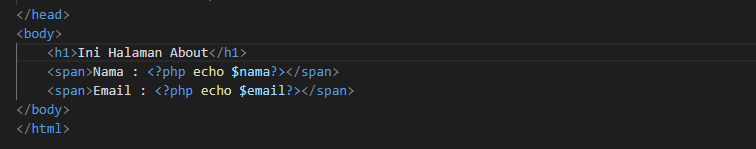 </head>
<body>
<h1>Ini Halaman About</h1>
<span>Nama : <?php echo $nama?></span>
<span>Email : <?php echo $email?></span>
</body>
</html>